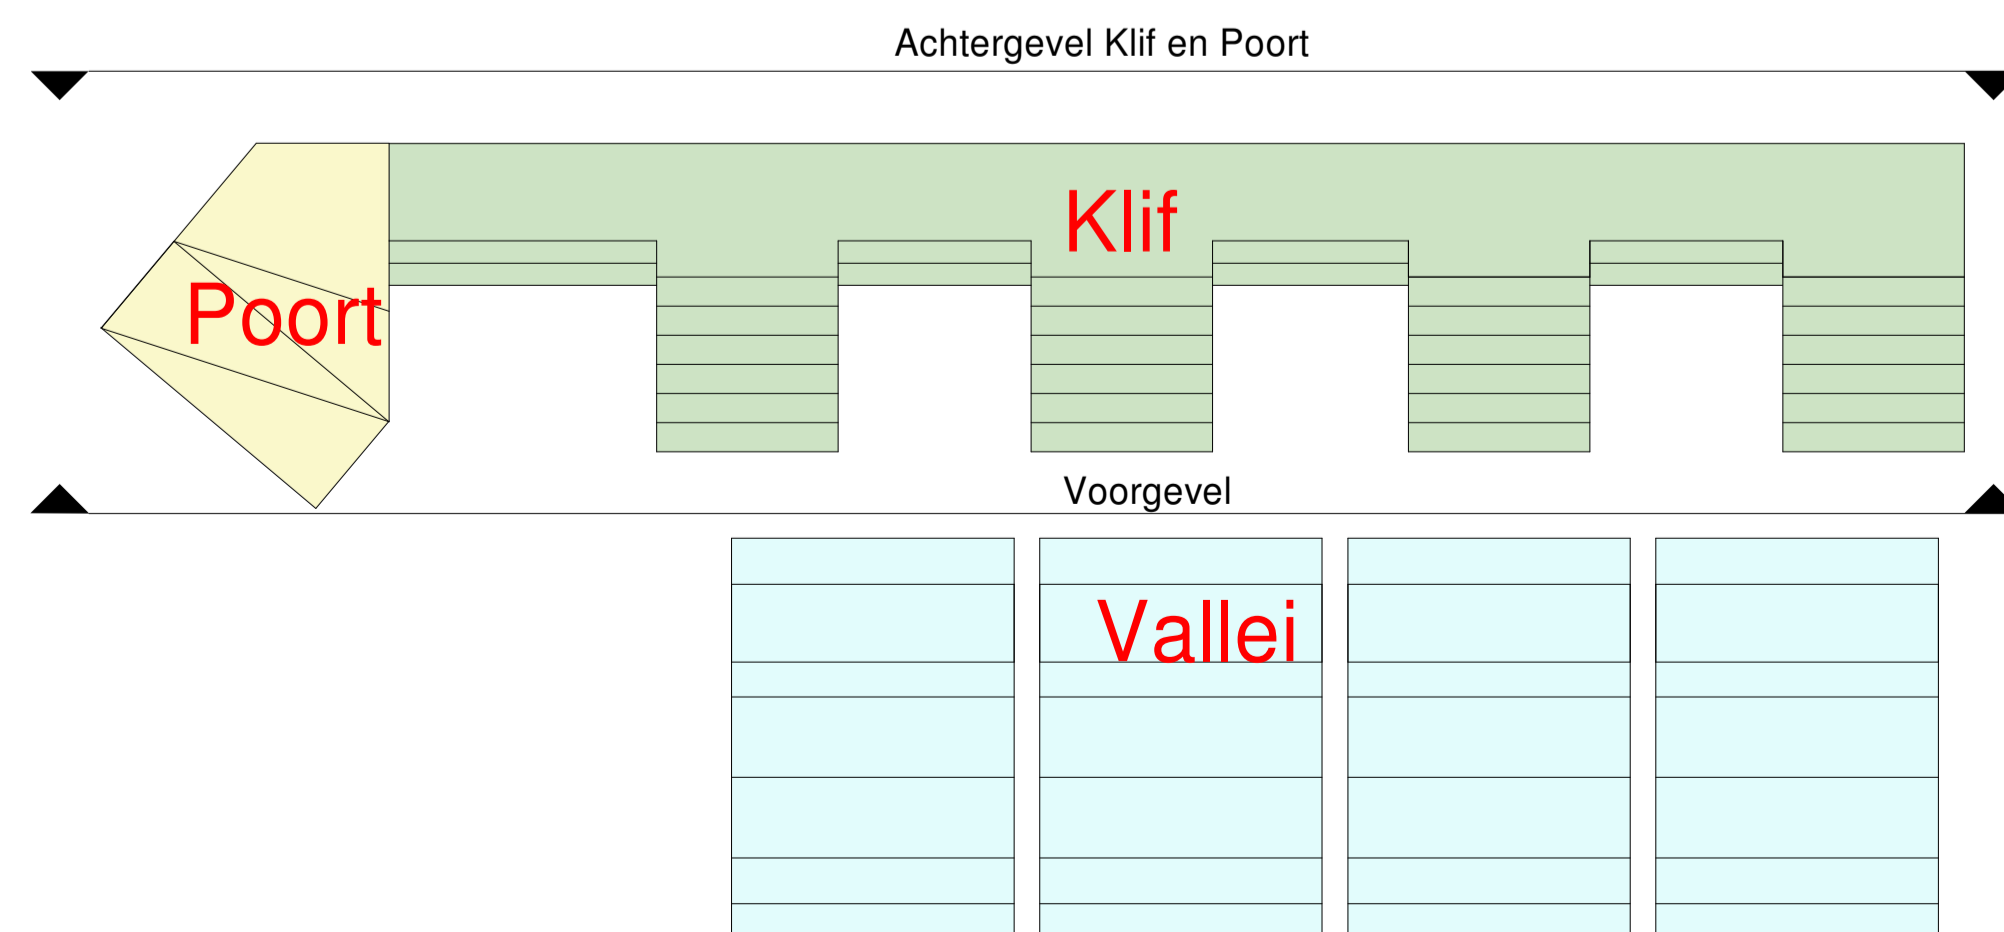 Achtergevel Klif en Poort
Klif
Poort
Voorgevel
Vallei